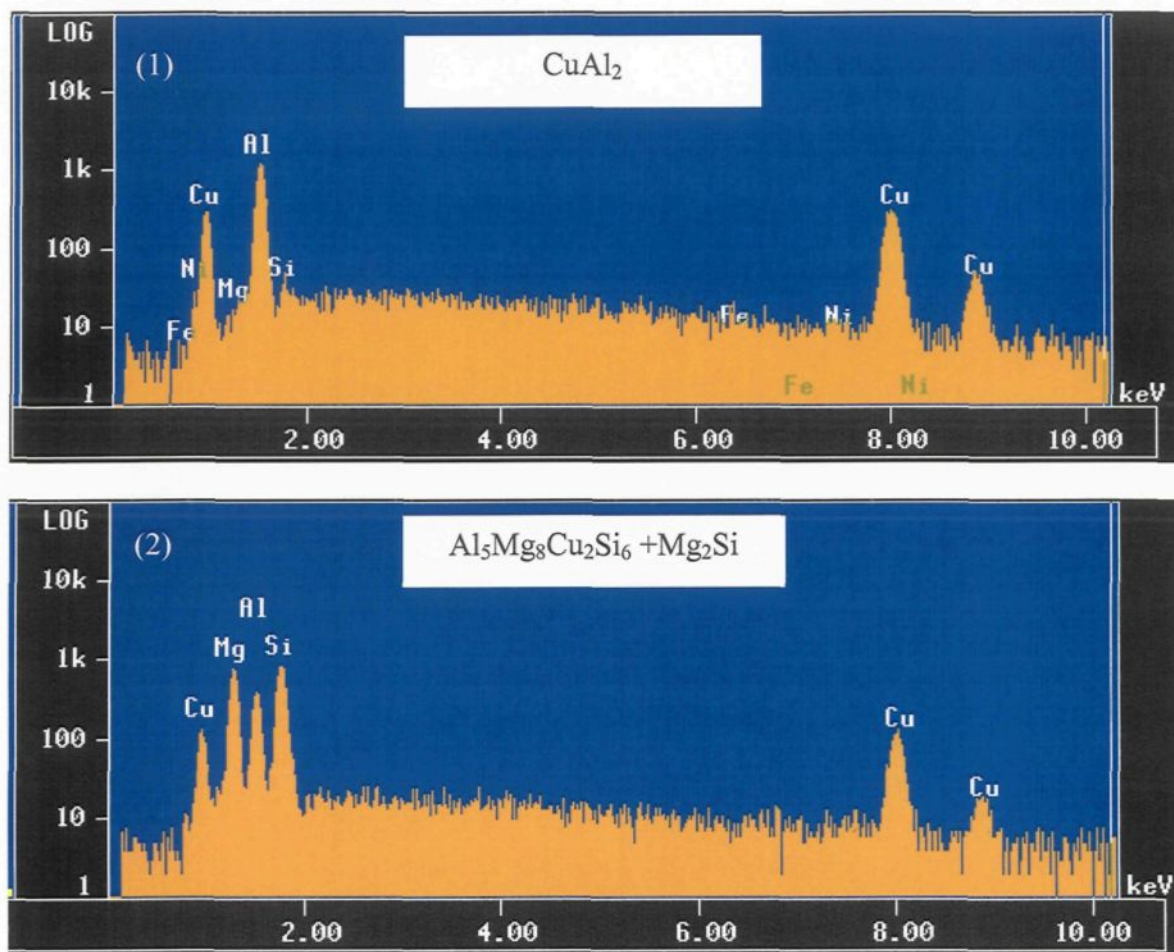 LOG
(1)
CuAl₂
10k
Al
1k
Cu
Cu
100
Ni
Si
Cu
Mg
10
Fe
Fe
Ni
1
Fe
Ni
keV
2.00 4.00 6.00 8.00 10.00
LOG
(2)
Al₅Mg₈Cu₂Si₆ +Mg₂Si
10k
Al
Mg
Si
1k
Cu
Cu
100
Cu
10
1
keV
2.00 4.00 6.00 8.00 10.00